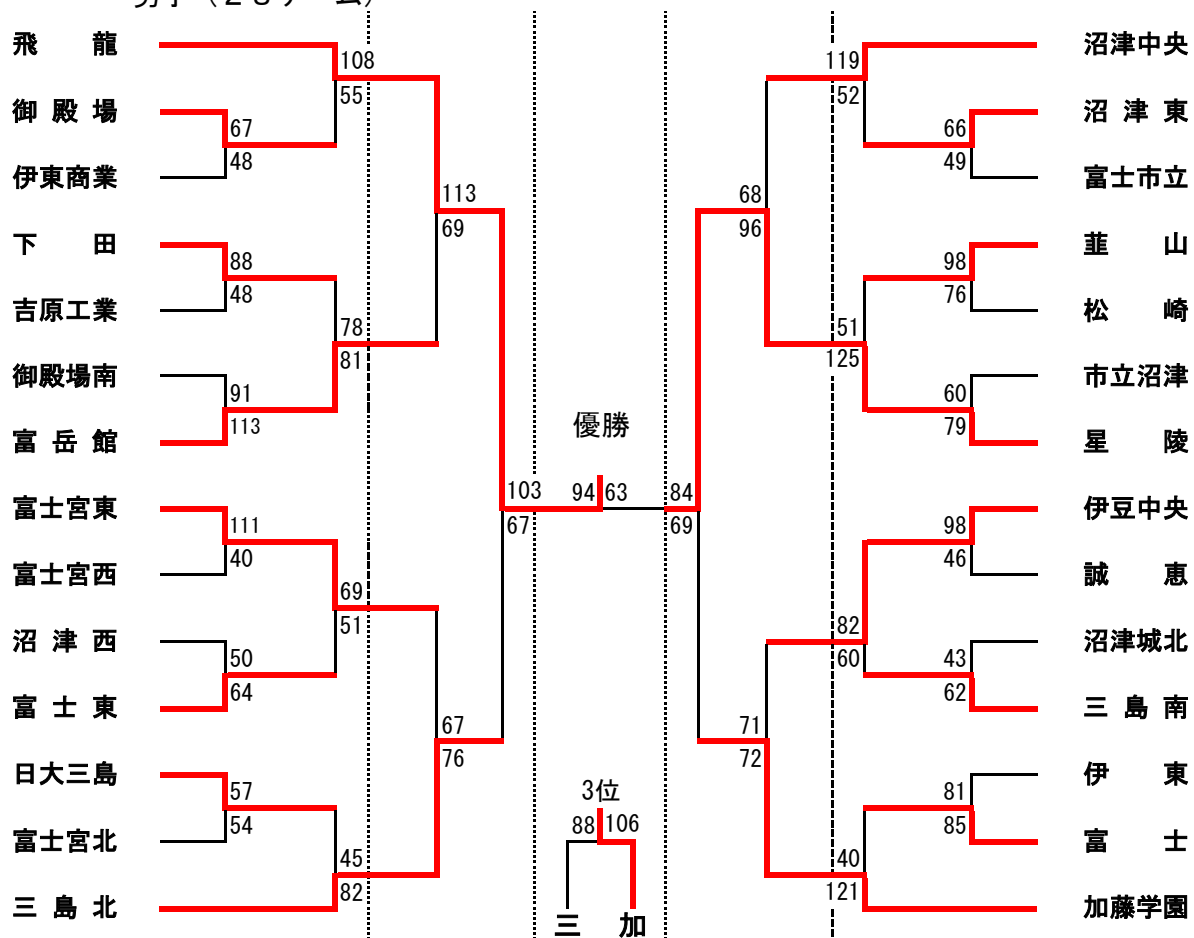 男子（２８チーム）
飛　龍
108
55
御 殿 場
67
48
伊東商業
113
69
下　田
88
48
吉原工業
78
81
御殿場南
91
113
富 岳 館
富士宮東
111
40
富士宮西
69
51
沼 津 西
50
64
富 士 東
67
76
日大三島
57
54
富士宮北
45
82
三 島 北
103
67
優勝
94 63
84
69
3位
88 106
三 加
沼津中央
119
52
沼 津 東
66
49
富士市立
68
96
韮　山
98
76
松　崎
51
125
市立沼津
60
79
星　陵
伊豆中央
98
46
誠　恵
82
60
沼津城北
43
62
三 島 南
71
72
伊　東
81
85
富　士
40
121
加藤学園